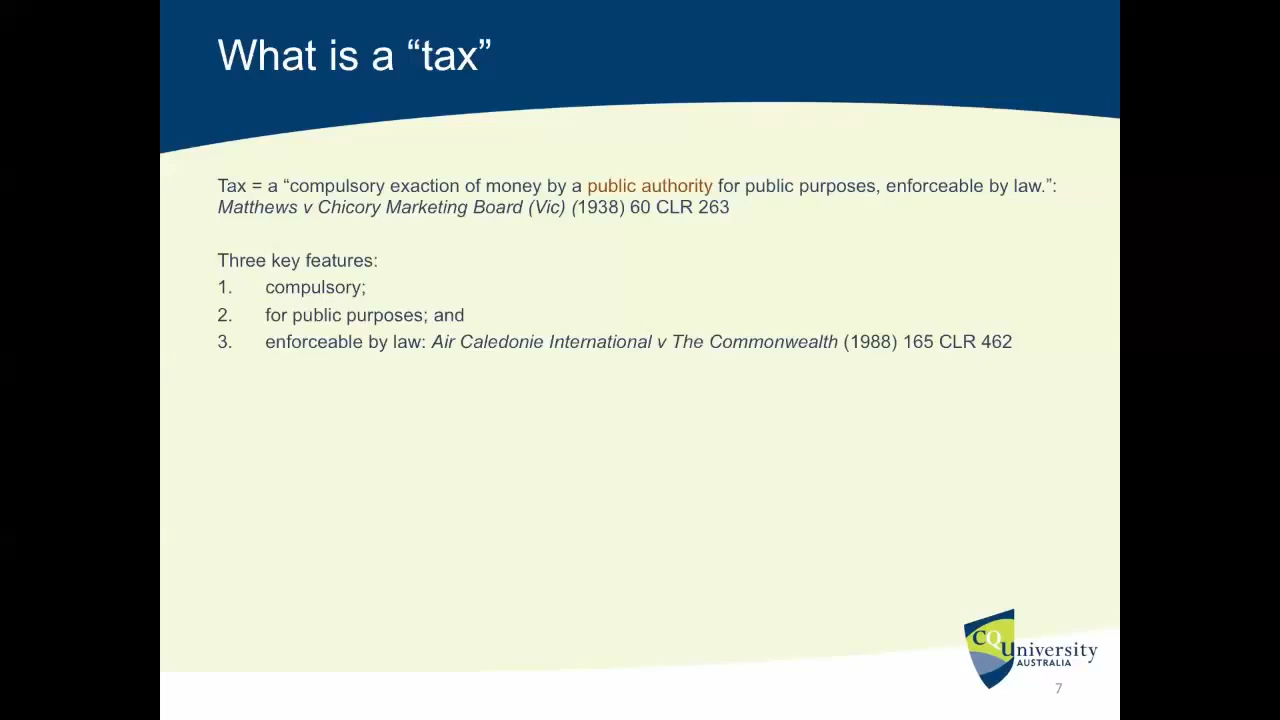 What is a “tax”
Tax = a “compulsory exaction of money by a public authority for public purposes, enforceable by law.”:
Matthews v Chicory Marketing Board (Vic) (1938) 60 CLR 263
Three key features:
1. compulsory;
2. for public purposes; and
3. enforceable by law: Air Caledonie International v The Commonwealth (1988) 165 CLR 462
CQUniversity
AUSTRALIA
7